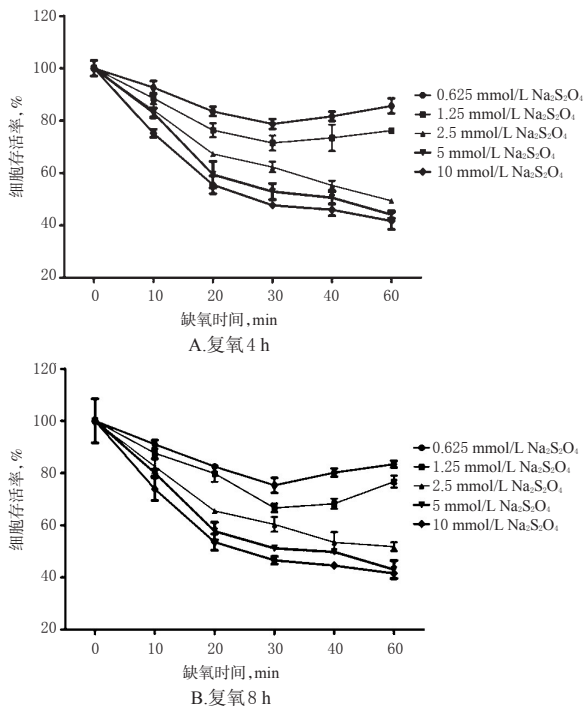 120
100
80
60
40
20
细胞存活率, %
0 10 20 30 40 60
缺氧时间, min
0.625 mmol/L Na₂S₂O₄
1.25 mmol/L Na₂S₂O₄
2.5 mmol/L Na₂S₂O₄
5 mmol/L Na₂S₂O₄
10 mmol/L Na₂S₂O₄
A.复氧4 h
120
100
80
60
40
20
细胞存活率, %
0 10 20 30 40 60
缺氧时间, min
0.625 mmol/L Na₂S₂O₄
1.25 mmol/L Na₂S₂O₄
2.5 mmol/L Na₂S₂O₄
5 mmol/L Na₂S₂O₄
10 mmol/L Na₂S₂O₄
B.复氧8 h